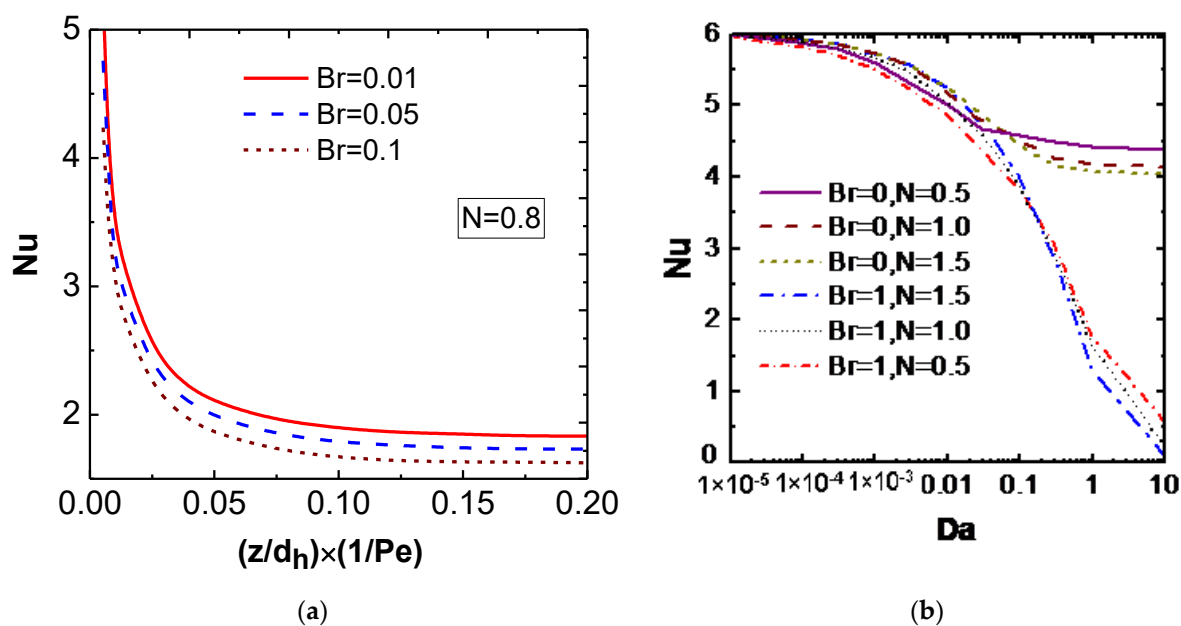 5
4
3
2
Nu
Br=0.01
Br=0.05
Br=0.1
N=0.8
0.00 0.05 0.10 0.15 0.20
(z/dh)×(1/Pe)
(a)
6
5
4
3
2
1
0
Nu
Br=0,N=0.5
Br=0,N=1.0
Br=0,N=1.5
Br=1,N=1.5
Br=1,N=1.0
Br=1,N=0.5
1×10-5 1×10-4 1×10-3 0.01 0.1 1 10
Da
(b)